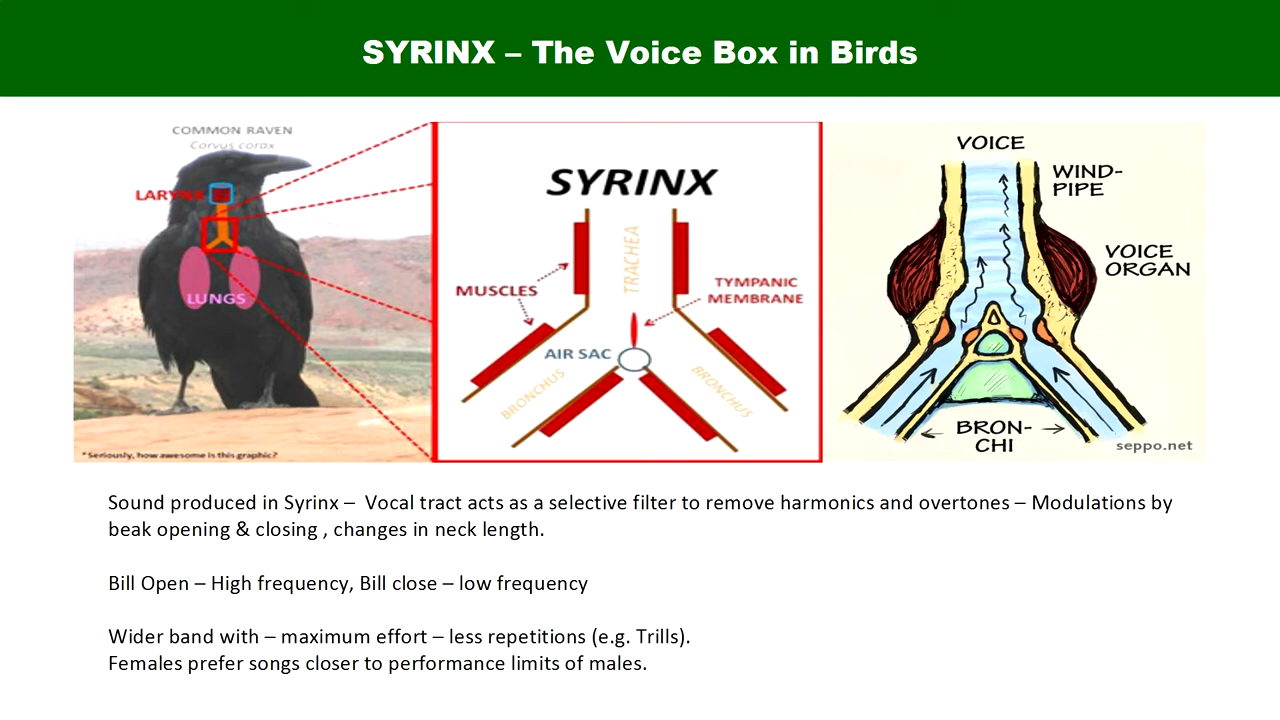 SYRINX – The Voice Box in Birds
COMMON RAVEN
Corvus corax
LARYNX
LUNGS
*Seriously, how awesome is this graphic?
SYRINX
TRACHEA
MUSCLES
TYMPANIC
MEMBRANE
AIR SAC
BRONCHUS
BRONCHUS
VOICE
WIND-
PIPE
VOICE
ORGAN
BRON-
CHI
seppo.net
Sound produced in Syrinx – Vocal tract acts as a selective filter to remove harmonics and overtones – Modulations by
beak opening & closing , changes in neck length.
Bill Open – High frequency, Bill close – low frequency
Wider band with – maximum effort – less repetitions (e.g. Trills).
Females prefer songs closer to performance limits of males.